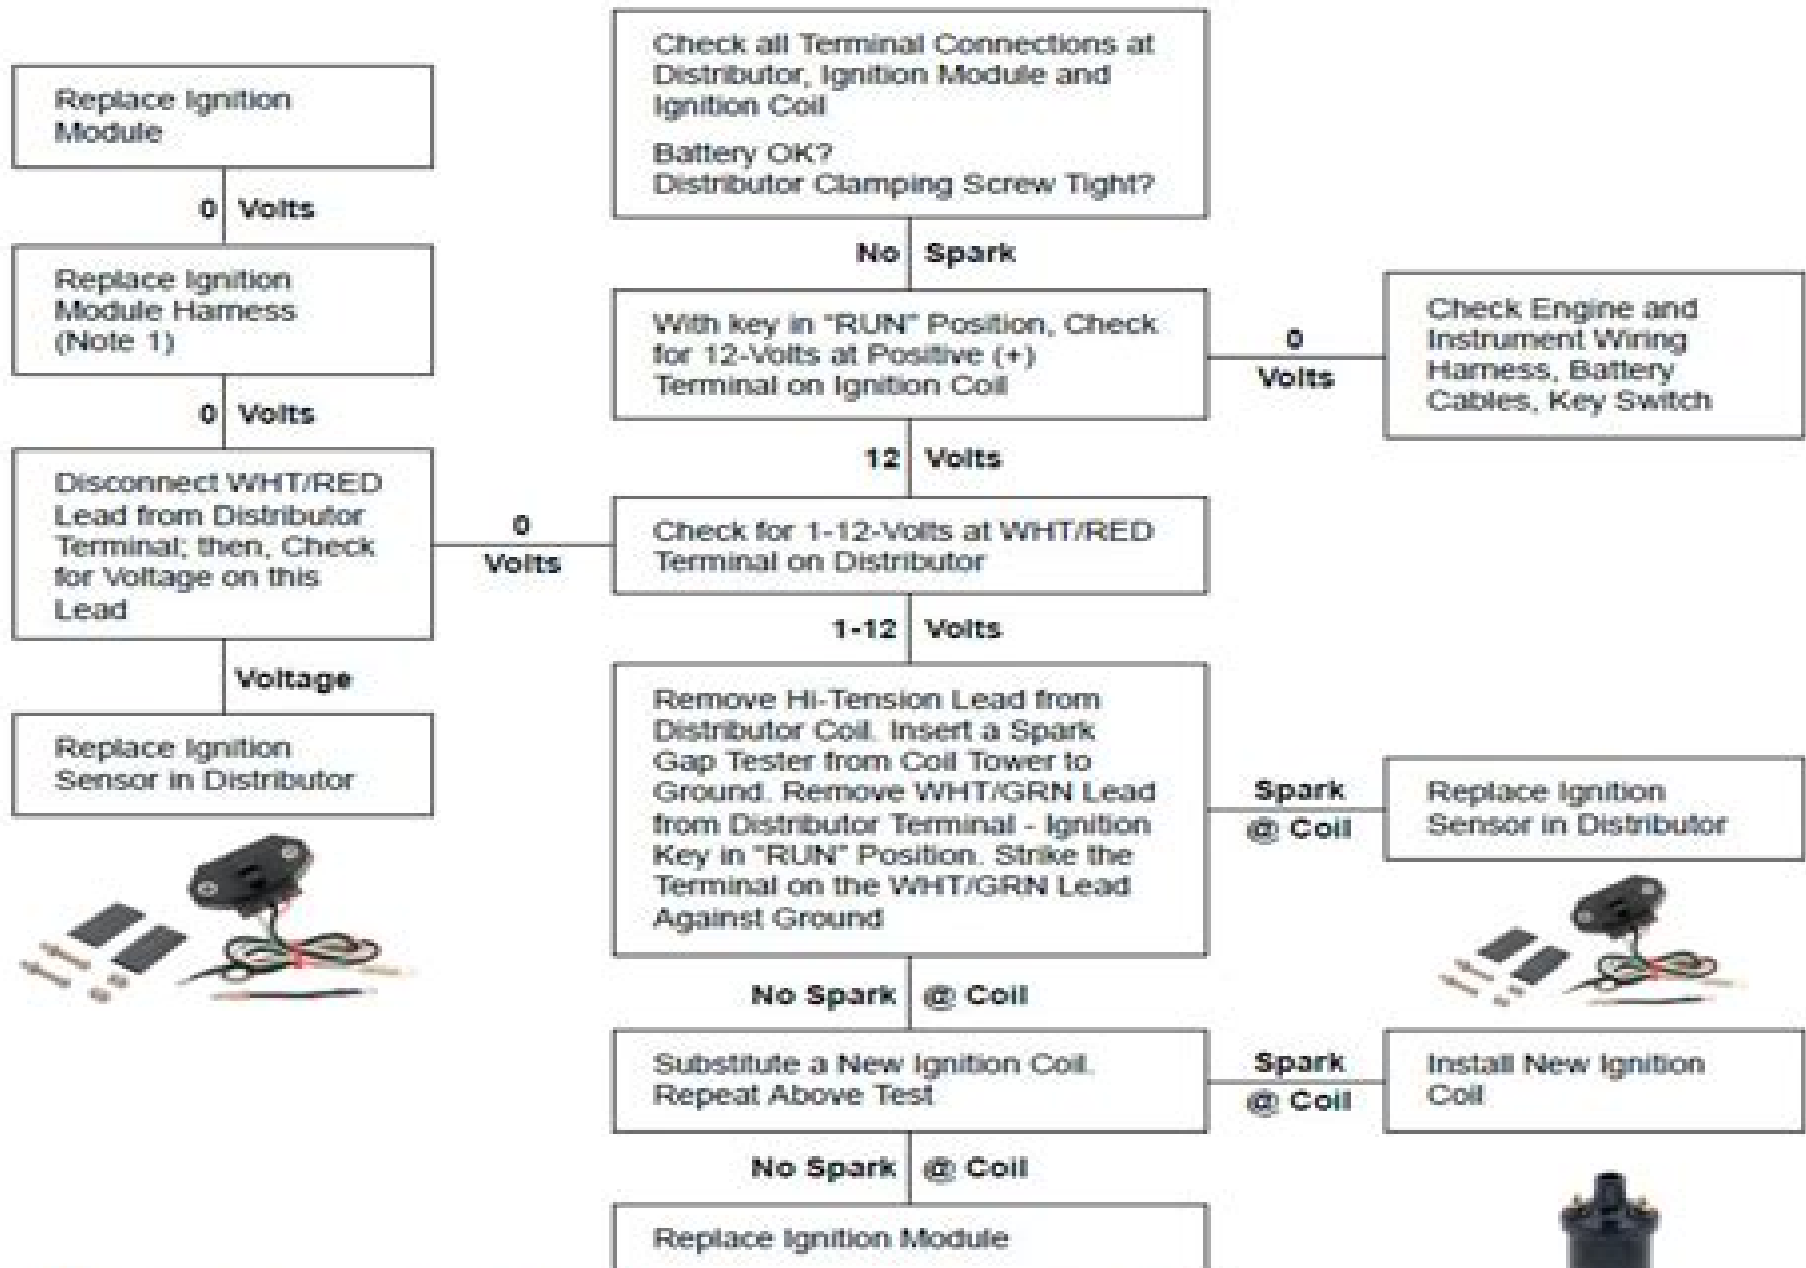 Check all Terminal Connections at
Distributor, Ignition Module and
Ignition Coil
Battery OK?
Distributor Clamping Screw Tight?
No Spark
With key in "RUN" Position, Check
for 12-Volts at Positive (+)
Terminal on Ignition Coil
0
Volts
Check Engine and
Instrument Wiring
Harness, Battery
Cables, Key Switch
12 Volts
Check for 1-12-Volts at WHT/RED
Terminal on Distributor
0
Volts
Disconnect WHT/RED
Lead from Distributor
Terminal; then, Check
for Voltage on this
Lead
0 Volts
Replace Ignition
Module Harness
(Note 1)
0 Volts
Replace Ignition
Module
Voltage
Replace Ignition
Sensor in Distributor
1-12 Volts
Remove Hi-Tension Lead from
Distributor Coil. Insert a Spark
Gap Tester from Coil Tower to
Ground. Remove WHT/GRN Lead
from Distributor Terminal - Ignition
Key in "RUN" Position. Strike the
Terminal on the WHT/GRN Lead
Against Ground
Spark
@ Coil
Replace Ignition
Sensor in Distributor
No Spark @ Coil
Substitute a New Ignition Coil.
Repeat Above Test
Spark
@ Coil
Install New Ignition
Coil
No Spark @ Coil
Replace Ignition Module